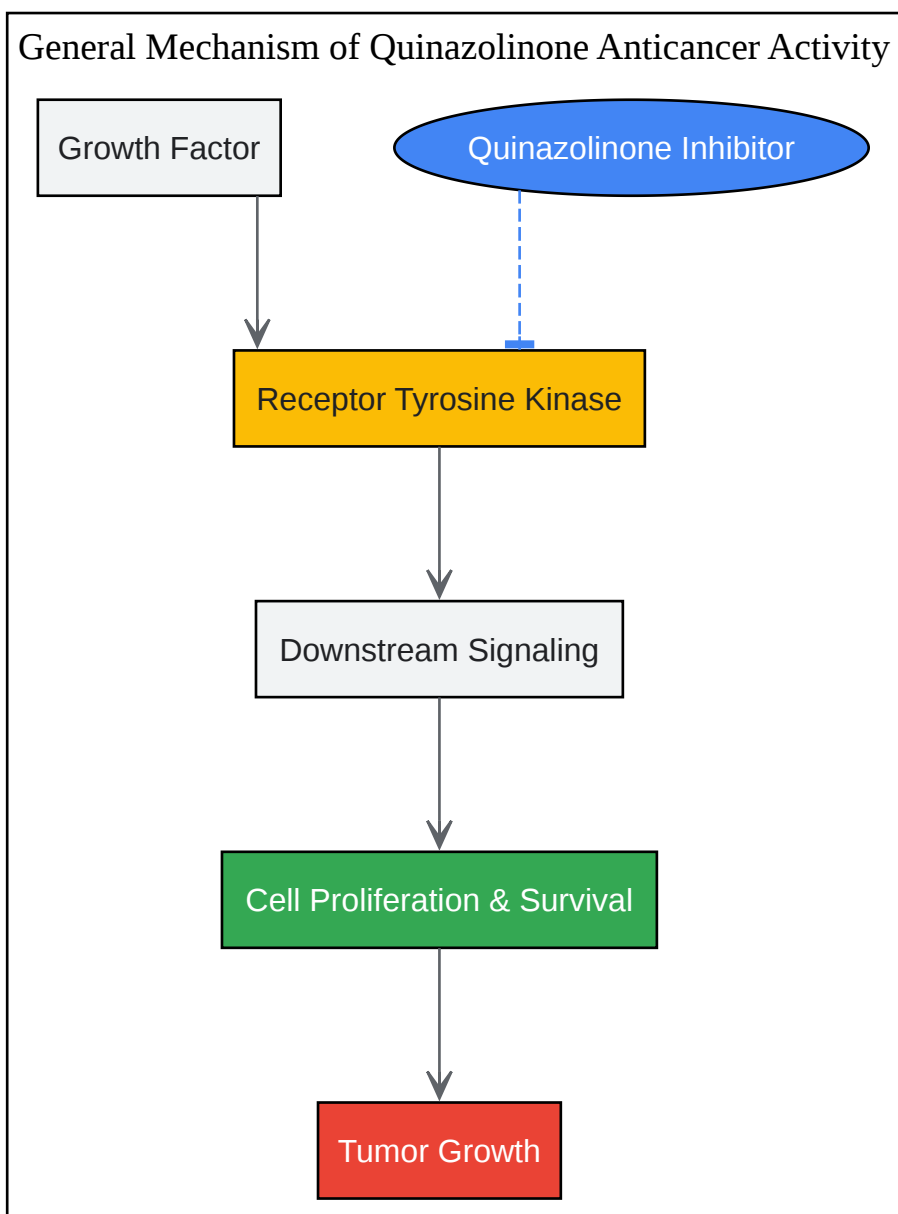 General Mechanism of Quinazolinone Anticancer Activity
Growth Factor
Quinazolinone Inhibitor
Receptor Tyrosine Kinase
Downstream Signaling
Cell Proliferation & Survival
Tumor Growth